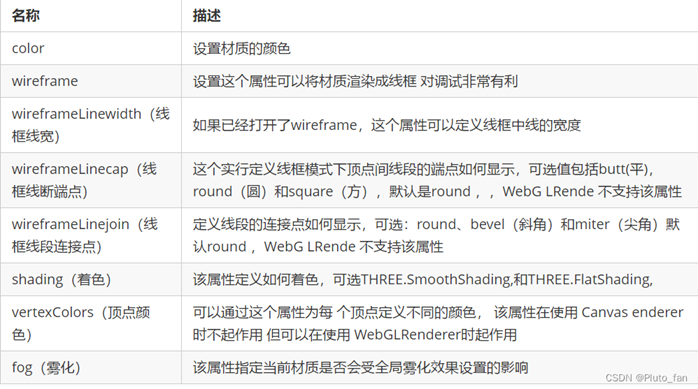 名称 描述
color 设置材质的颜色
wireframe 设置这个属性可以将材质渲染成线框 对调试非常有利
wireframeLinewidth（线
框线宽） 如果已经打开了wireframe，这个属性可以定义线框中线的宽度
wireframeLinecap（线
框线断端点） 这个实行定义线框模式下顶点间线段的端点如何显示，可选值包括butt(平)，
round（圆）和square（方），默认是round ，，WebG LRende 不支持该属性
wireframeLinejoin（线
框线段连接点） 定义线段的连接点如何显示，可选：round、bevel（斜角）和miter（尖角）默
认round ，WebG LRende 不支持该属性
shading（着色） 该属性定义如何着色，可选THREE.SmoothShading,和THREE.FlatShading,
vertexColors（顶点颜
色） 可以通过这个属性为每 个顶点定义不同的颜色， 该属性在使用 Canvas enderer
时不起作用 但可以在使用 WebGLRenderer时起作用
fog（雾化） 该属性指定当前材质是否会受全局雾化效果设置的影响
CSDN @Pluto_fan